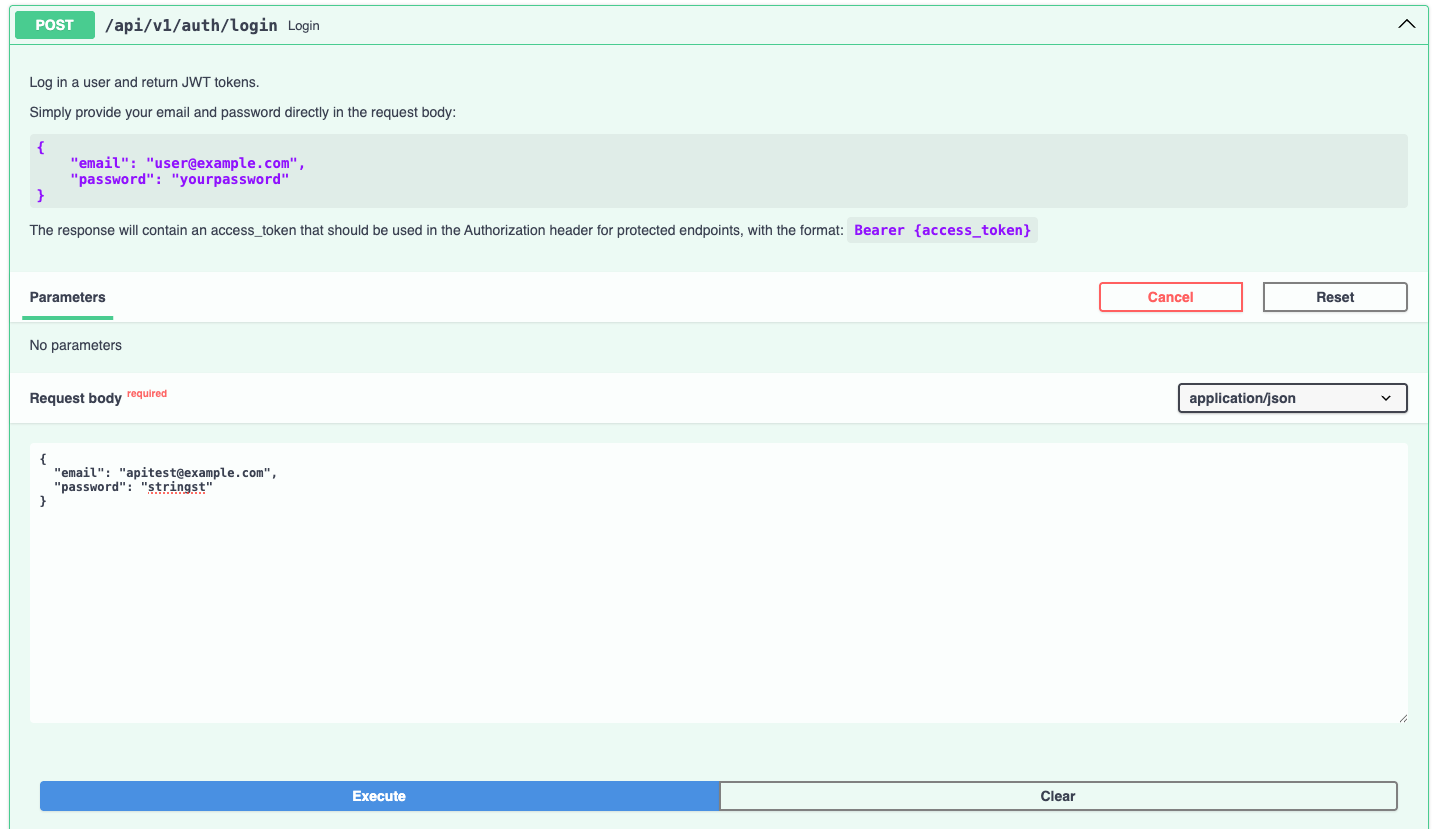 POST /api/v1/auth/login Login
Log in a user and return JWT tokens.
Simply provide your email and password directly in the request body:
{
    "email": "user@example.com",
    "password": "yourpassword"
}
The response will contain an access_token that should be used in the Authorization header for protected endpoints, with the format: Bearer {access_token}
Parameters Cancel Reset
No parameters
Request body required application/json
{
  "email": "apitest@example.com",
  "password": "stringst"
}
Execute Clear